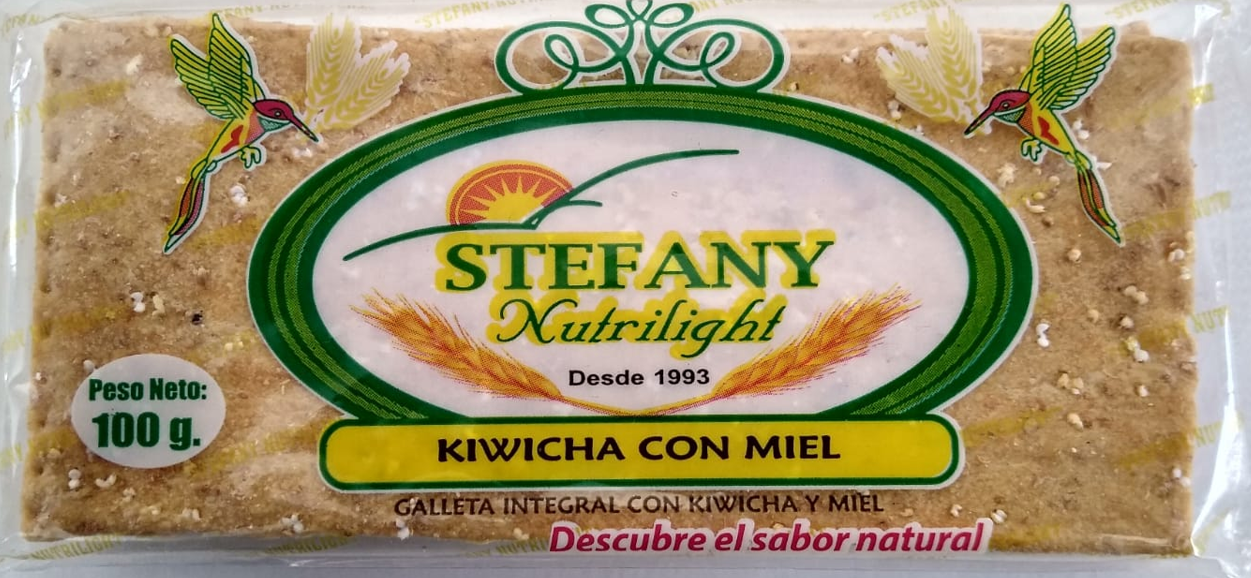 STEFANY
Nutrilight
Desde 1993
Peso Neto:
100 g.
KIWICHA CON MIEL
GALLETA INTEGRAL CON KIWICHA Y MIEL
Descubre el sabor natural